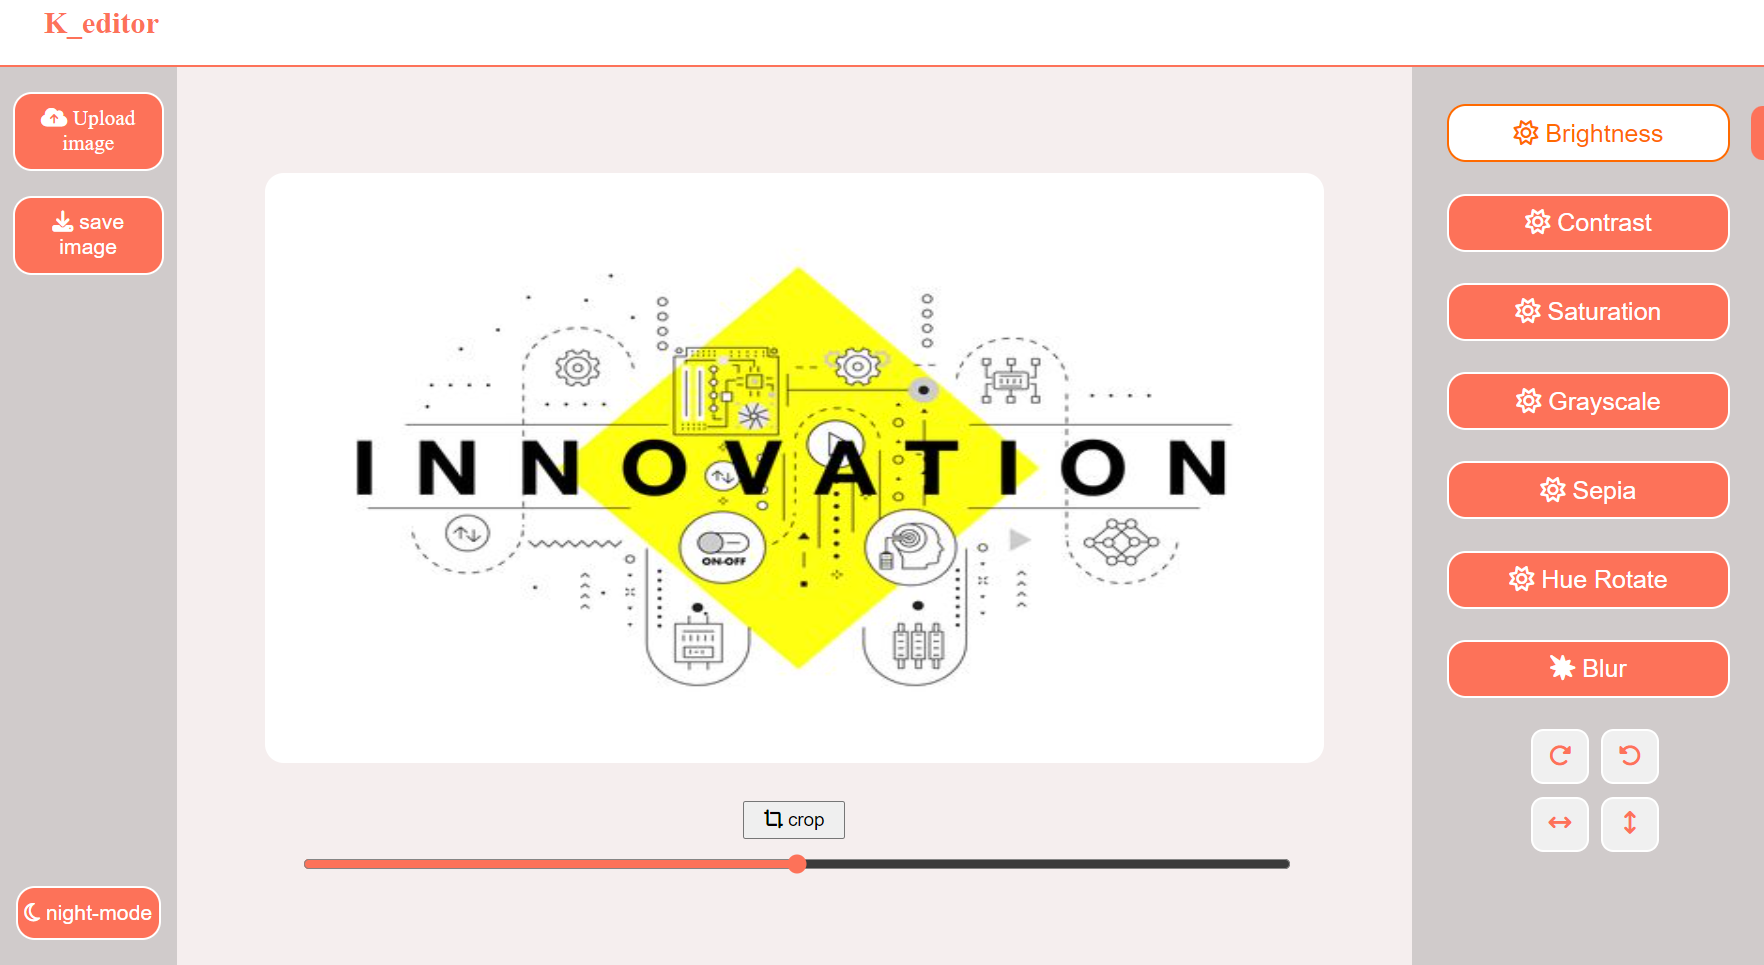 K_editor
Upload
image
save
image
night-mode
INNOVATION
ON-OFF
crop
Brightness
Contrast
Saturation
Grayscale
Sepia
Hue Rotate
Blur